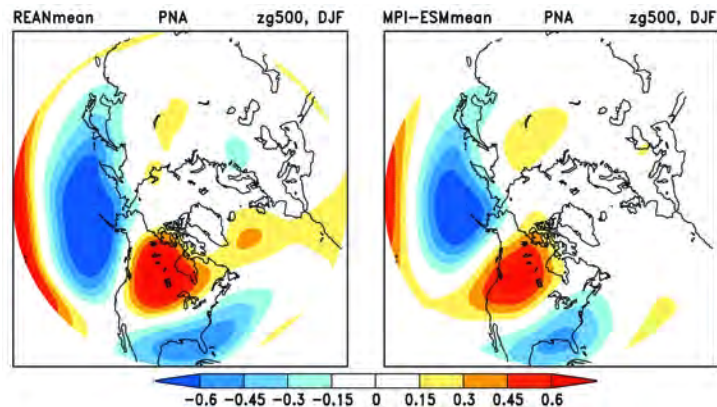 REANmean PNA zg500, DJF
MPI-ESMmean PNA zg500, DJF
-0.6 -0.45 -0.3 -0.15 0 0.15 0.3 0.45 0.6